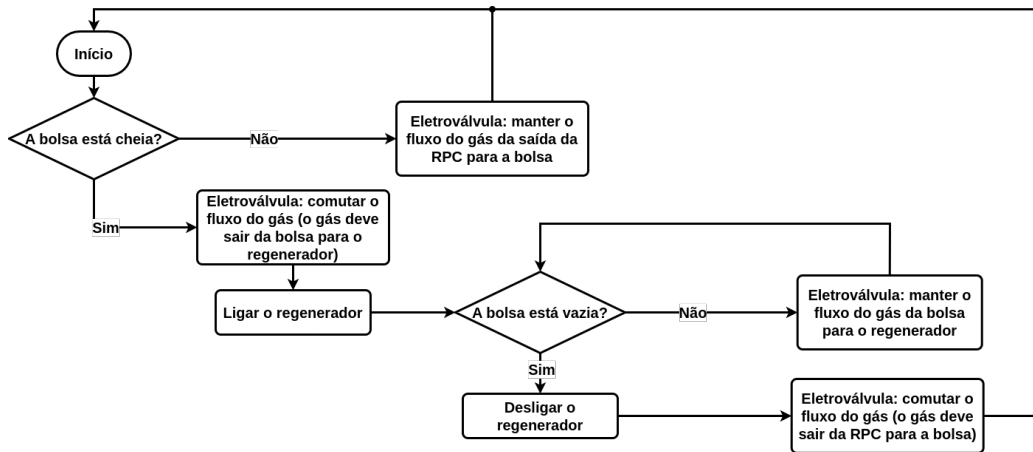 Início
A bolsa está cheia?
Não
Eletroválvula: manter o
fluxo do gás da saída da
RPC para a bolsa
Sim
Eletroválvula: comutar o
fluxo do gás (o gás deve
sair da bolsa para o
regenerador)
Ligar o regenerador
A bolsa está vazia?
Não
Eletroválvula: manter o
fluxo do gás da bolsa
para o regenerador
Sim
Desligar o
regenerador
Eletroválvula: comutar o
fluxo do gás (o gás deve
sair da RPC para a bolsa)